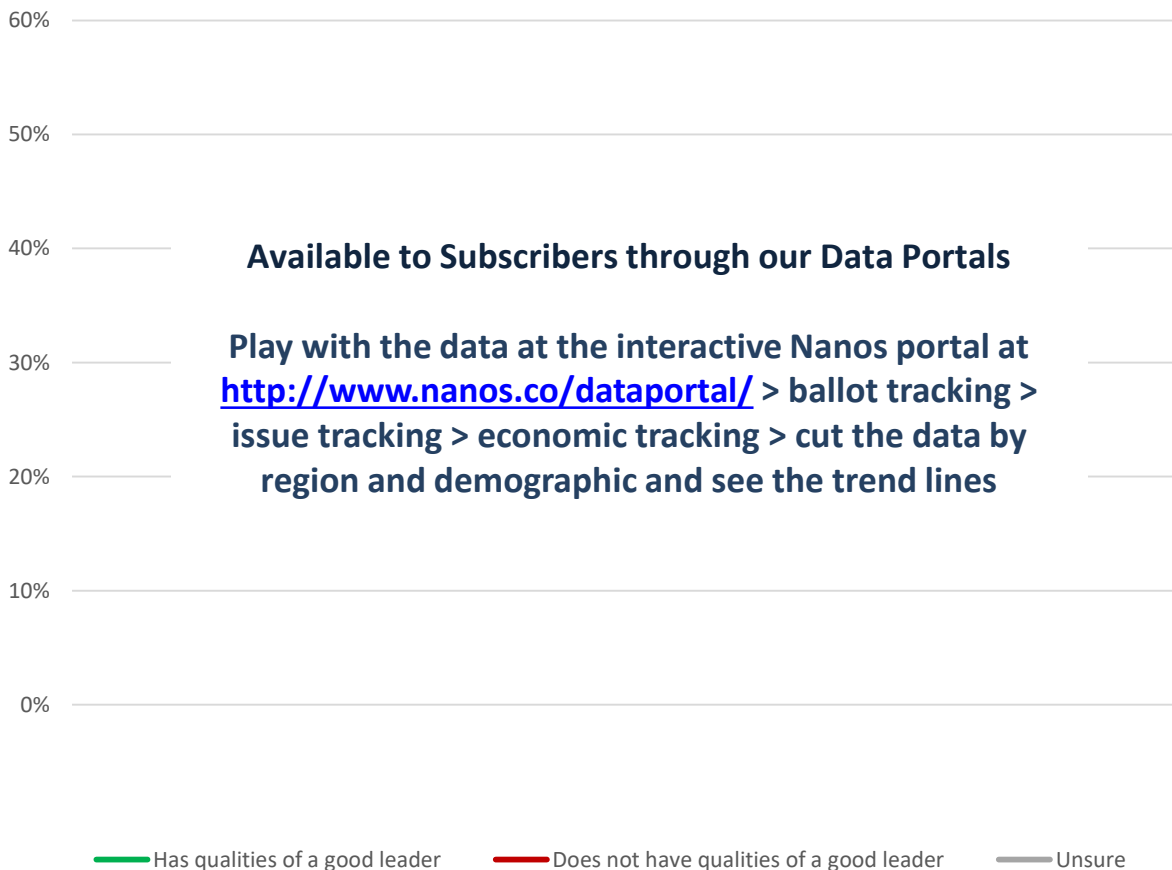 60%
50%
40%
Available to Subscribers through our Data Portals
Play with the data at the interactive Nanos portal at
30%
http://www.nanos.co/dataportal/ > ballot tracking >
issue tracking > economic tracking > cut the data by
20%
region and demographic and see the trend lines
10%
0%
Has qualities of a good leader
Does not have qualities of a good leader
Unsure